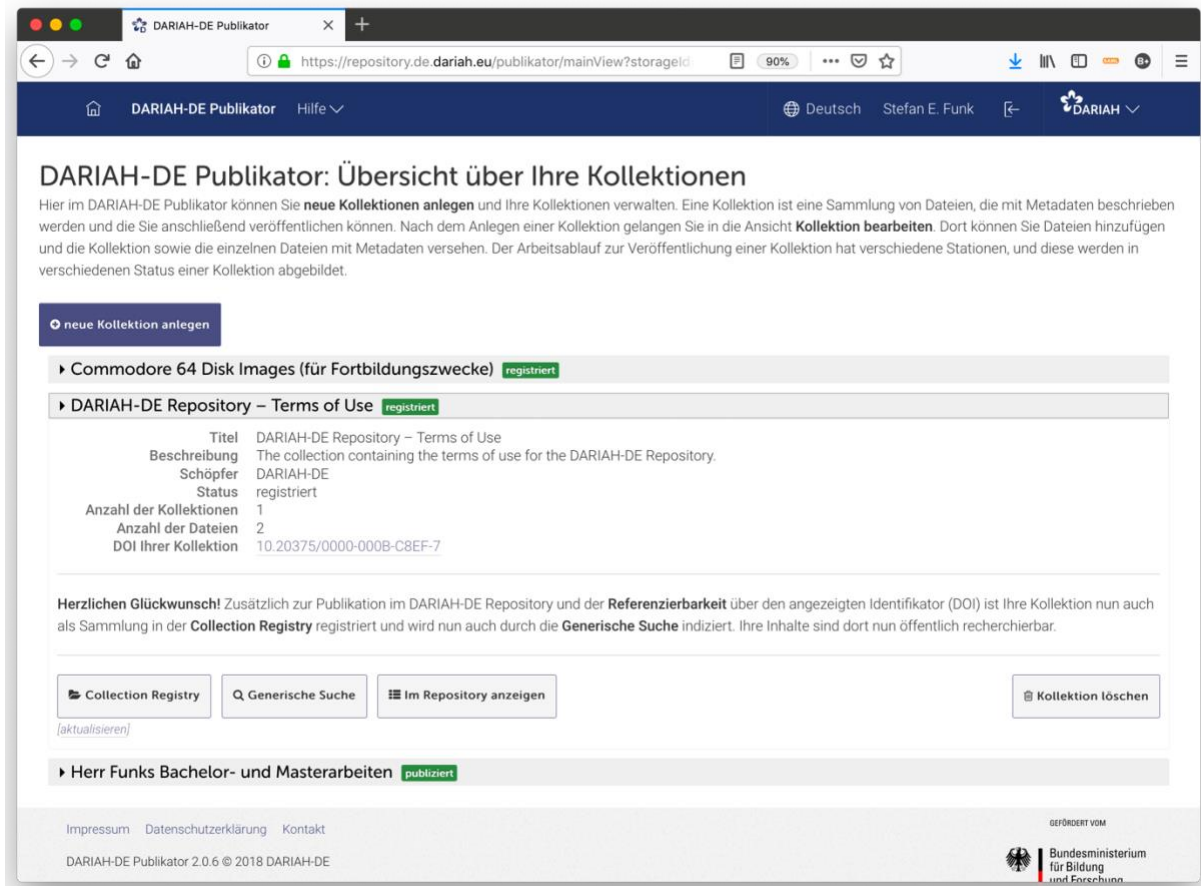 DARIAH-DE Publikator
https://repository.de.dariah.eu/publikator/mainView?storageId
90%
DARIAH-DE Publikator Hilfe Deutsch Stefan E. Funk DARIAH
DARIAH-DE Publikator: Übersicht über Ihre Kollektionen
Hier im DARIAH-DE Publikator können Sie neue Kollektionen anlegen und Ihre Kollektionen verwalten. Eine Kollektion ist eine Sammlung von Dateien, die mit Metadaten beschrieben
werden und die Sie anschließend veröffentlichen können. Nach dem Anlegen einer Kollektion gelangen Sie in die Ansicht Kollektion bearbeiten. Dort können Sie Dateien hinzufügen
und die Kollektion sowie die einzelnen Dateien mit Metadaten versehen. Der Arbeitsablauf zur Veröffentlichung einer Kollektion hat verschiedene Stationen, und diese werden in
verschiedenen Status einer Kollektion abgebildet.
neue Kollektion anlegen
Commodore 64 Disk Images (für Fortbildungszwecke) registriert
DARIAH-DE Repository – Terms of Use registriert
Titel DARIAH-DE Repository – Terms of Use
Beschreibung The collection containing the terms of use for the DARIAH-DE Repository.
Schöpfer DARIAH-DE
Status registriert
Anzahl der Kollektionen 1
Anzahl der Dateien 2
DOI Ihrer Kollektion 10.20375/0000-000B-C8EF-7
Herzlichen Glückwunsch! Zusätzlich zur Publikation im DARIAH-DE Repository und der Referenzierbarkeit über den angezeigten Identifikator (DOI) ist Ihre Kollektion nun auch
als Sammlung in der Collection Registry registriert und wird nun auch durch die Generische Suche indiziert. Ihre Inhalte sind dort nun öffentlich recherchierbar.
Collection Registry Generische Suche Im Repository anzeigen Kollektion löschen
[aktualisieren]
Herr Funks Bachelor- und Masterarbeiten publiziert
Impressum Datenschutzerklärung Kontakt
DARIAH-DE Publikator 2.0.6 © 2018 DARIAH-DE
GEFÖRDERT VOM
Bundesministerium
für Bildung
und Forschung